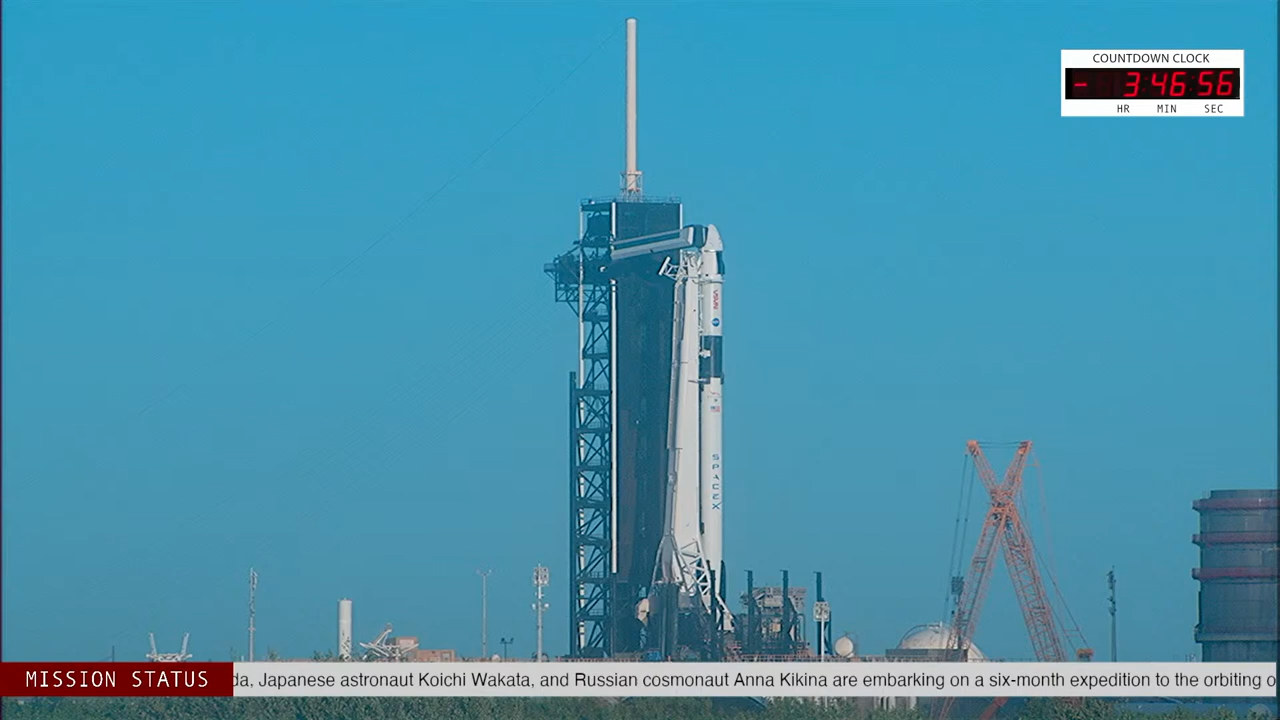 COUNTDOWN CLOCK
- 3:46:56
HR MIN SEC
NASA
SPACEX
MISSION STATUS
da, Japanese astronaut Koichi Wakata, and Russian cosmonaut Anna Kikina are embarking on a six-month expedition to the orbiting o